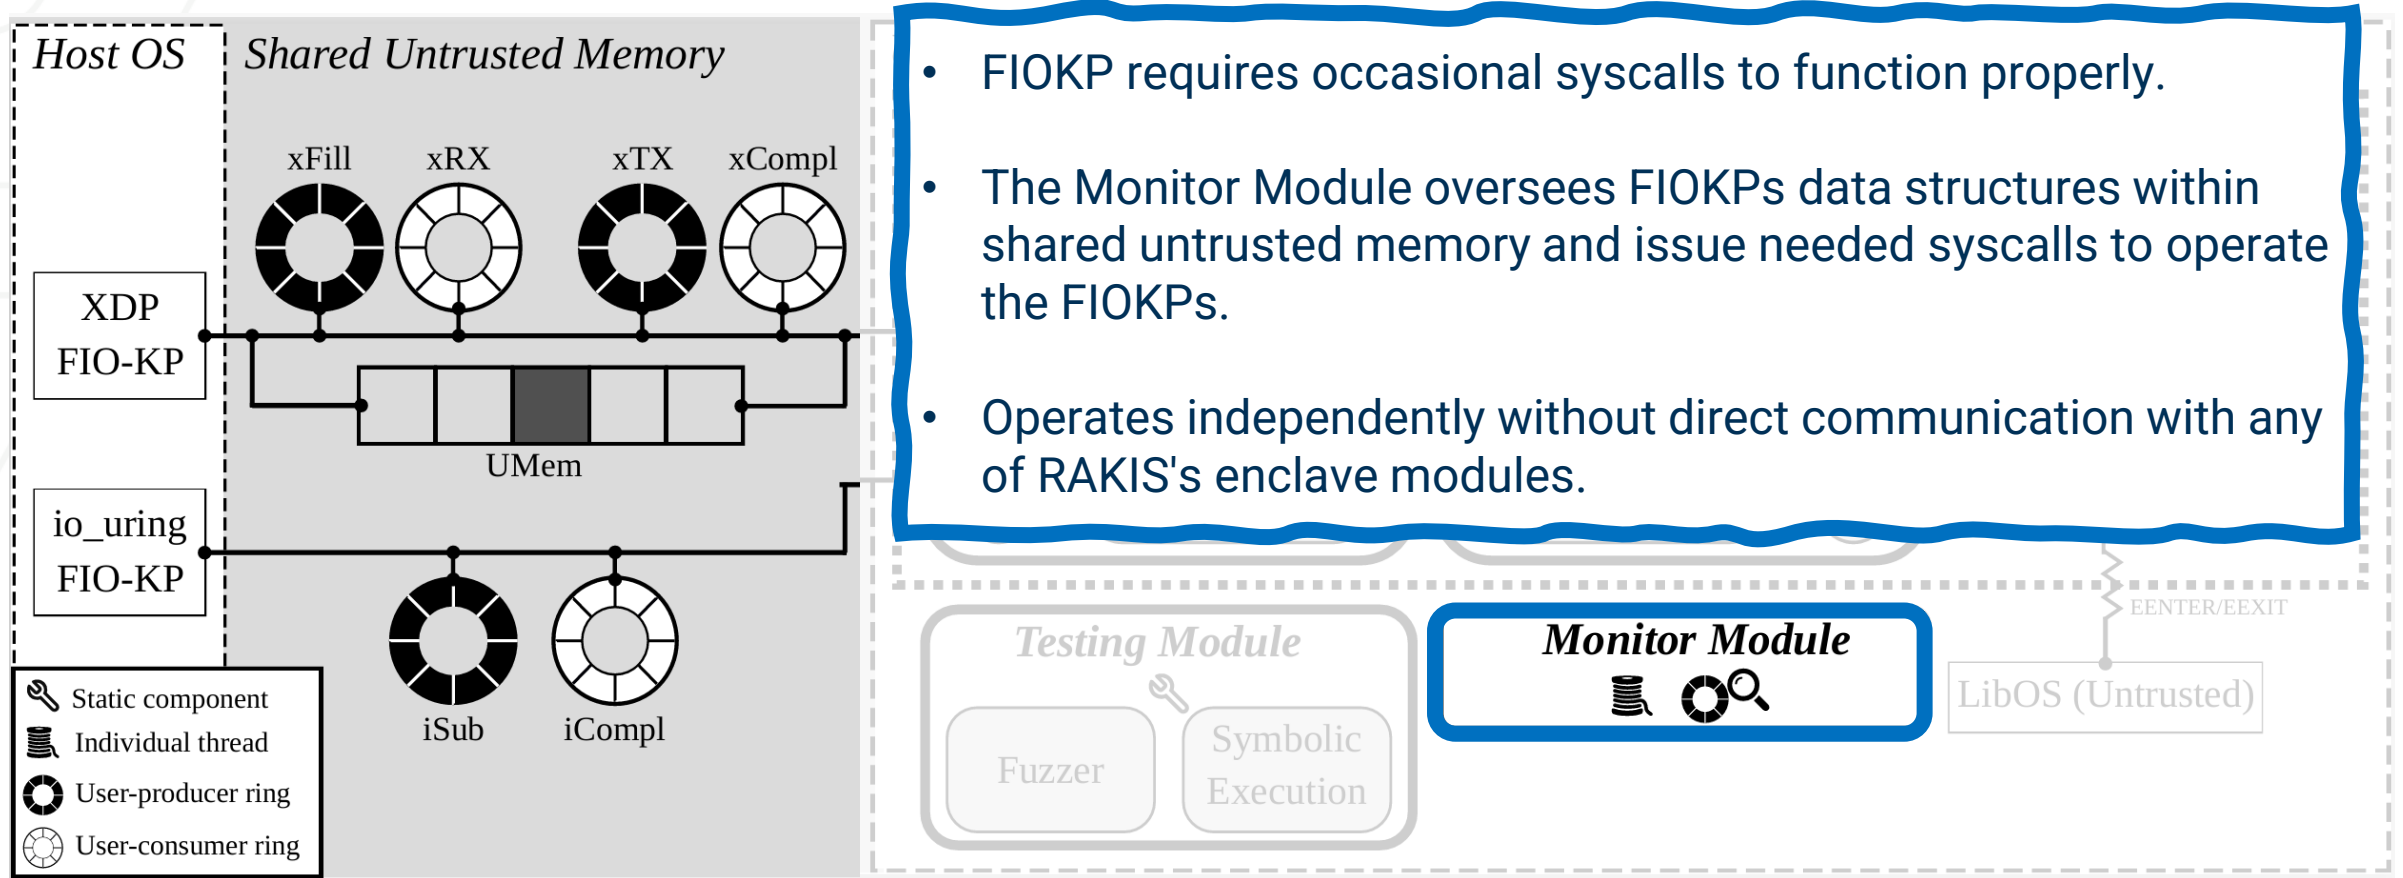 Host OS
Shared Untrusted Memory
xFill
xRX
xTX
xCompl
XDP
FIO-KP
UMem
io_uring
FIO-KP
iSub
iCompl
Static component
Individual thread
User-producer ring
User-consumer ring
• FIOKP requires occasional syscalls to function properly.
• The Monitor Module oversees FIOKPs data structures within
shared untrusted memory and issue needed syscalls to operate
the FIOKPs.
• Operates independently without direct communication with any
of RAKIS's enclave modules.
EENTER/EEXIT
Testing Module
Fuzzer
Symbolic
Execution
Monitor Module
LibOS (Untrusted)